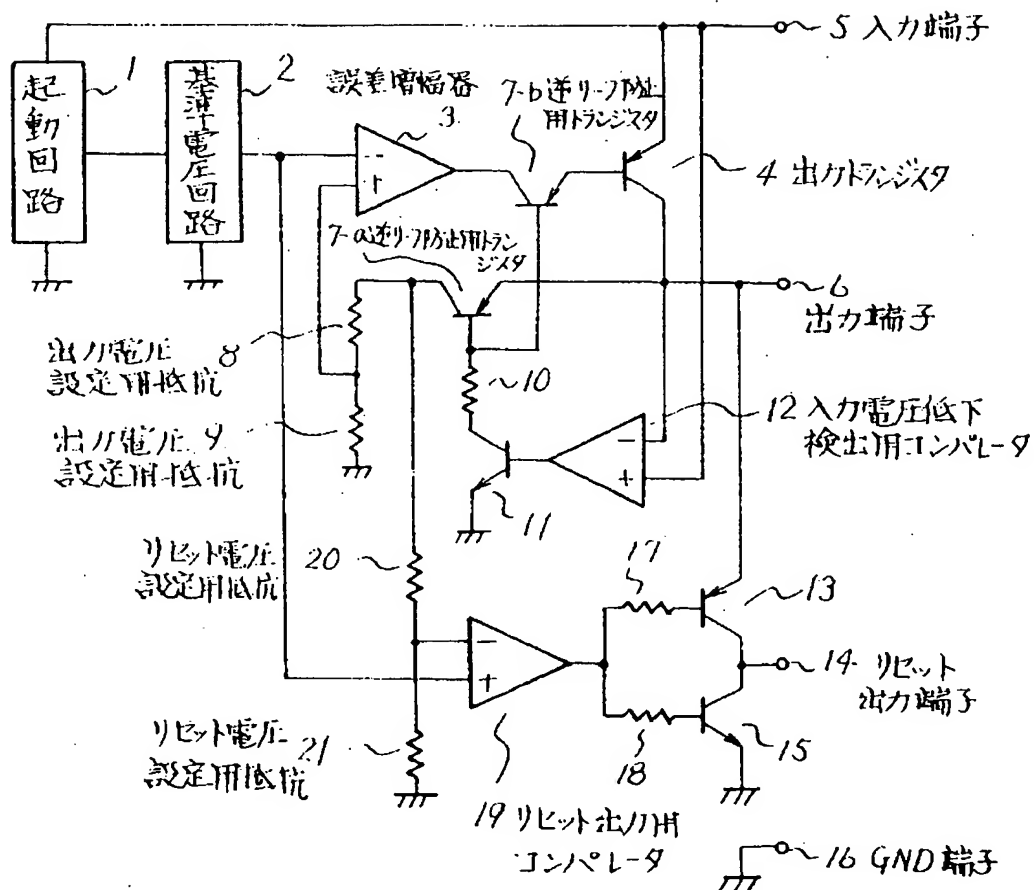 5 入力端子
1
起動回路
2
基準電圧回路
誤差増幅器
3
-
+
7-b逆リーク防止
用トランジスタ
4 出力トランジスタ
7-a逆リーク防止用トラン
ジスタ
6
出力端子
出力電圧
設定用抵抗
8
10
出力電圧
設定用抵抗
9
12 入力電圧低下
検出用コンパレータ
-
+
11
リセット電圧
設定用抵抗
20
17
13
-
+
14 リセット
出力端子
リセット電圧
設定用抵抗
21
18
15
19 リセット出力用
コンパレータ
16 GND端子